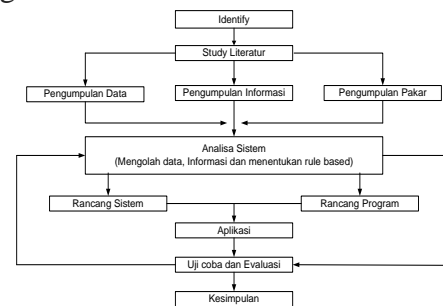 Identify
Study Literatur
Pengumpulan Data
Pengumpulan Informasi
Pengumpulan Pakar
Analisa Sistem
(Mengolah data, Informasi dan menentukan rule based)
Rancang Sistem
Rancang Program
Aplikasi
Uji coba dan Evaluasi
Kesimpulan